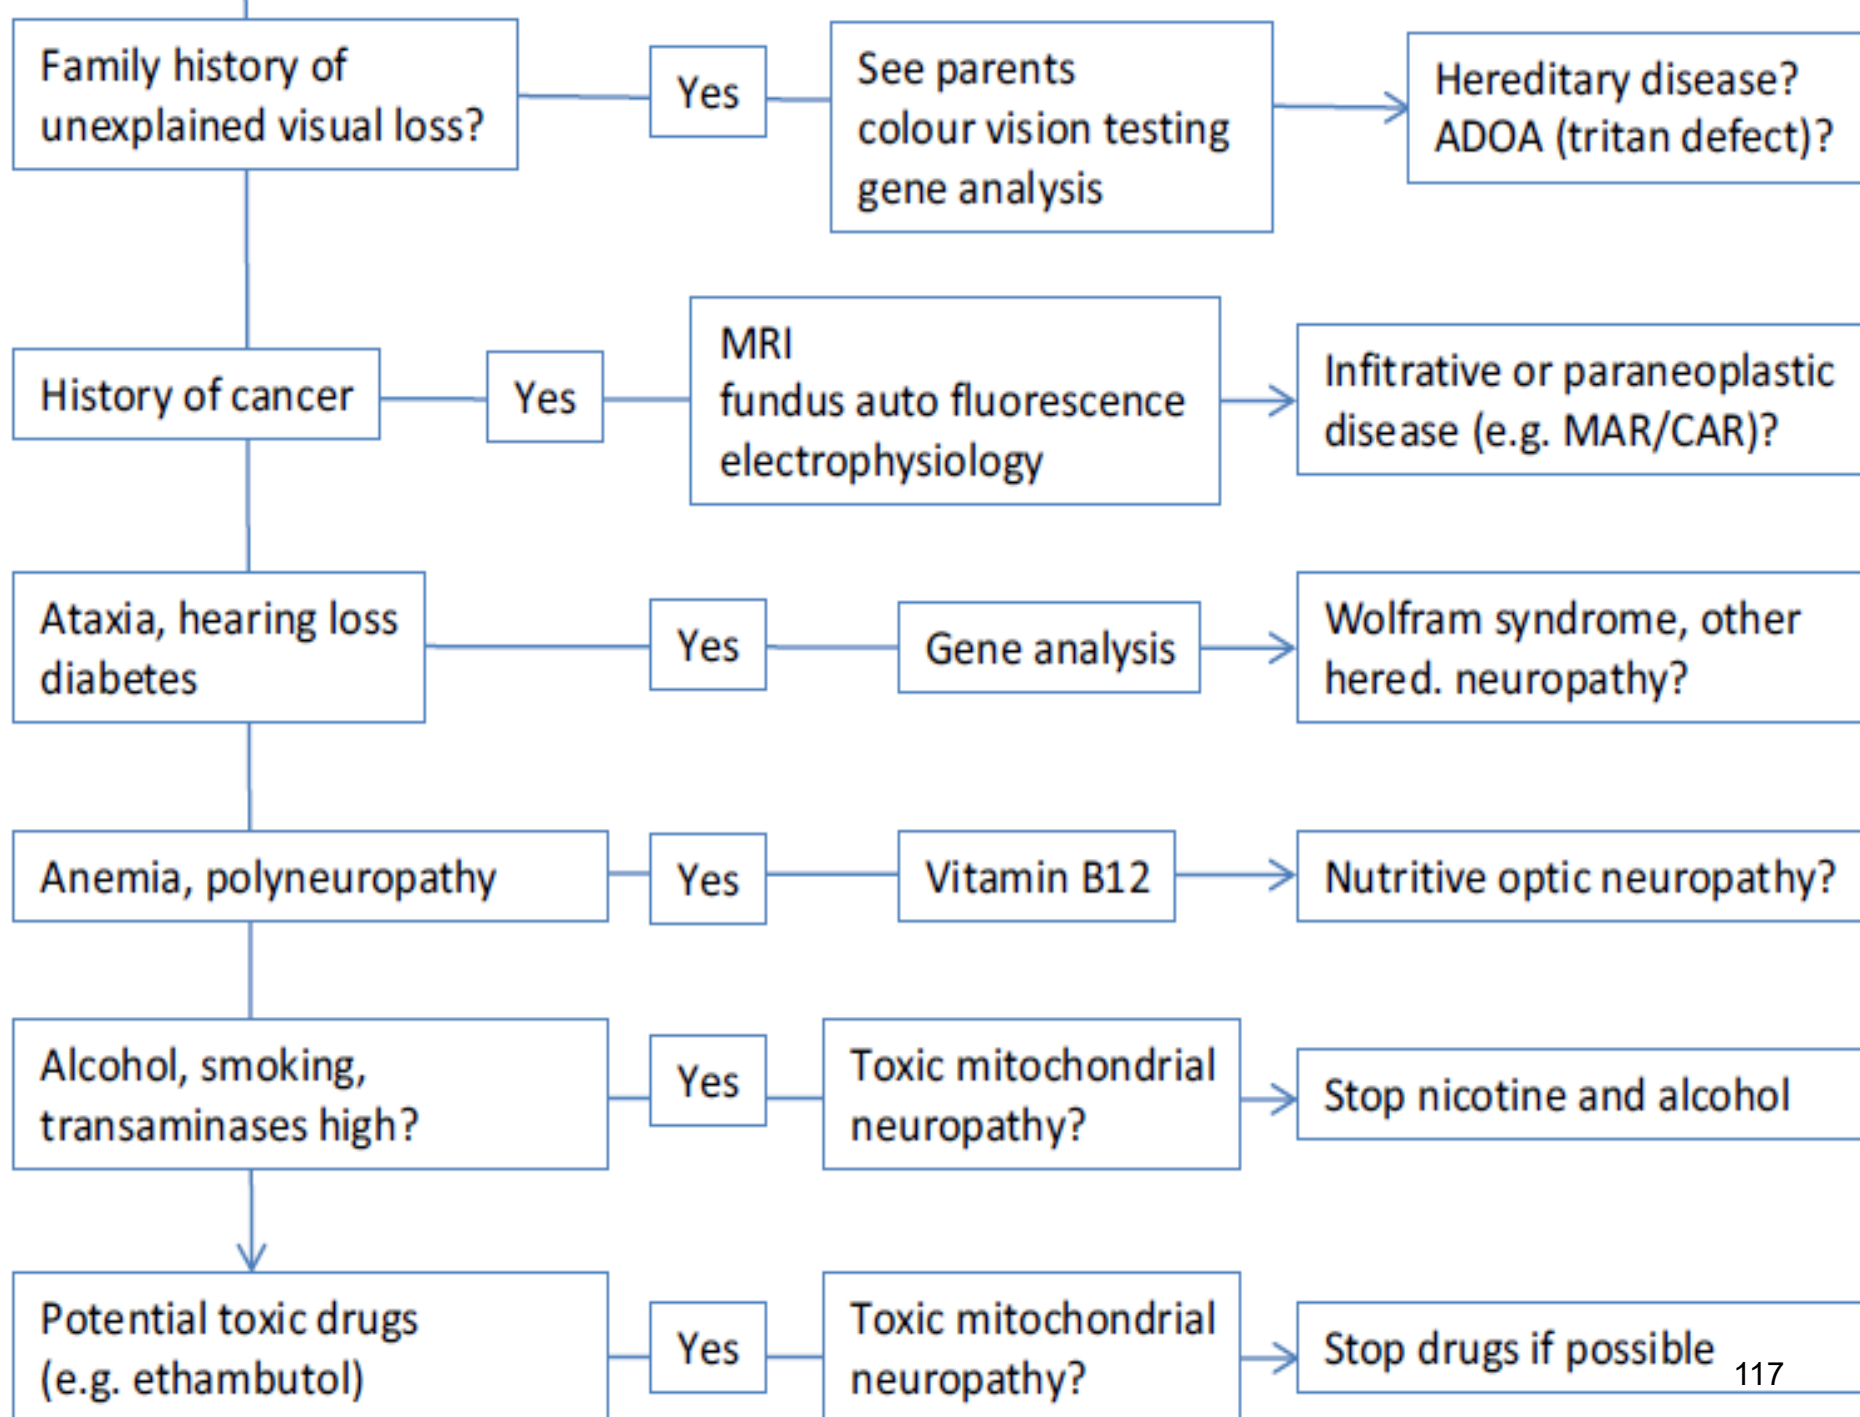 Family history of
unexplained visual loss?
Yes
See parents
colour vision testing
gene analysis
Hereditary disease?
ADOA (tritan defect)?
History of cancer
Yes
MRI
fundus auto fluorescence
electrophysiology
Infitrative or paraneoplastic
disease (e.g. MAR/CAR)?
Ataxia, hearing loss
diabetes
Yes
Gene analysis
Wolfram syndrome, other
hered. neuropathy?
Anemia, polyneuropathy
Yes
Vitamin B12
Nutritive optic neuropathy?
Alcohol, smoking,
transaminases high?
Yes
Toxic mitochondrial
neuropathy?
Stop nicotine and alcohol
Potential toxic drugs
(e.g. ethambutol)
Yes
Toxic mitochondrial
neuropathy?
Stop drugs if possible
117